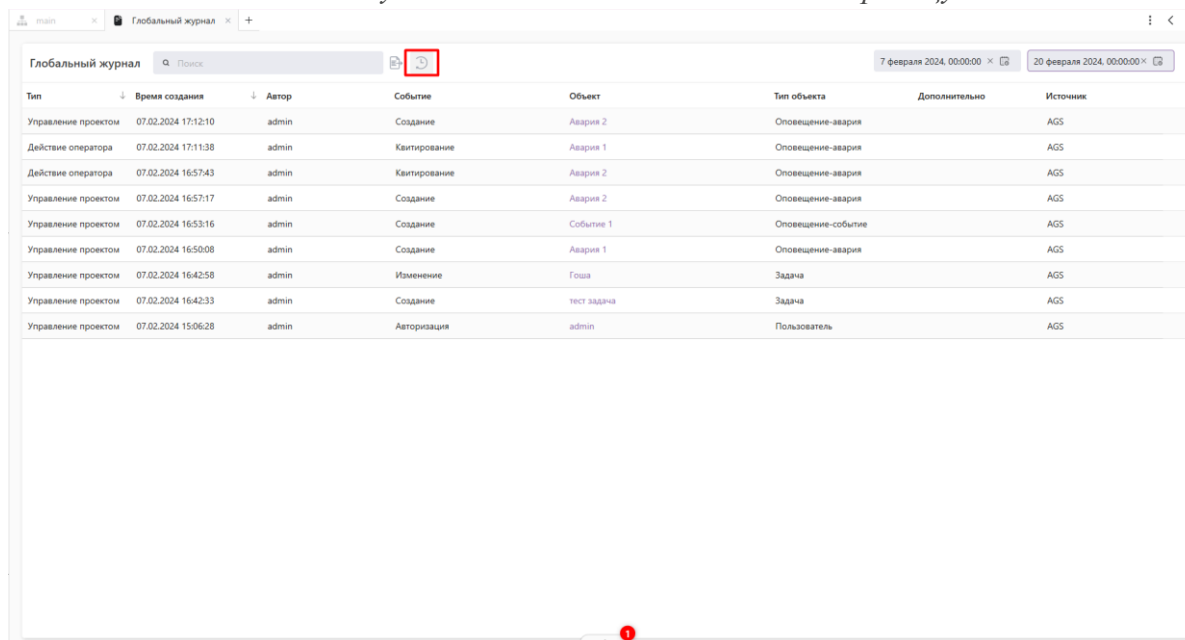 main Глобальный журнал
Глобальный журнал Поиск 7 февраля 2024, 00:00:00 20 февраля 2024, 00:00:00
Тип Время создания Автор Событие Объект Тип объекта Дополнительно Источник
Управление проектом 07.02.2024 17:12:10 admin Создание Авария 2 Оповещение-авария AGS
Действие оператора 07.02.2024 17:11:38 admin Квитирование Авария 1 Оповещение-авария AGS
Действие оператора 07.02.2024 16:57:43 admin Квитирование Авария 2 Оповещение-авария AGS
Управление проектом 07.02.2024 16:57:17 admin Создание Авария 2 Оповещение-авария AGS
Управление проектом 07.02.2024 16:53:16 admin Создание Событие 1 Оповещение-событие AGS
Управление проектом 07.02.2024 16:50:08 admin Создание Авария 1 Оповещение-авария AGS
Управление проектом 07.02.2024 16:42:58 admin Изменение Гоша Задача AGS
Управление проектом 07.02.2024 16:42:33 admin Создание тест задача Задача AGS
Управление проектом 07.02.2024 15:06:28 admin Авторизация admin Пользователь AGS
1